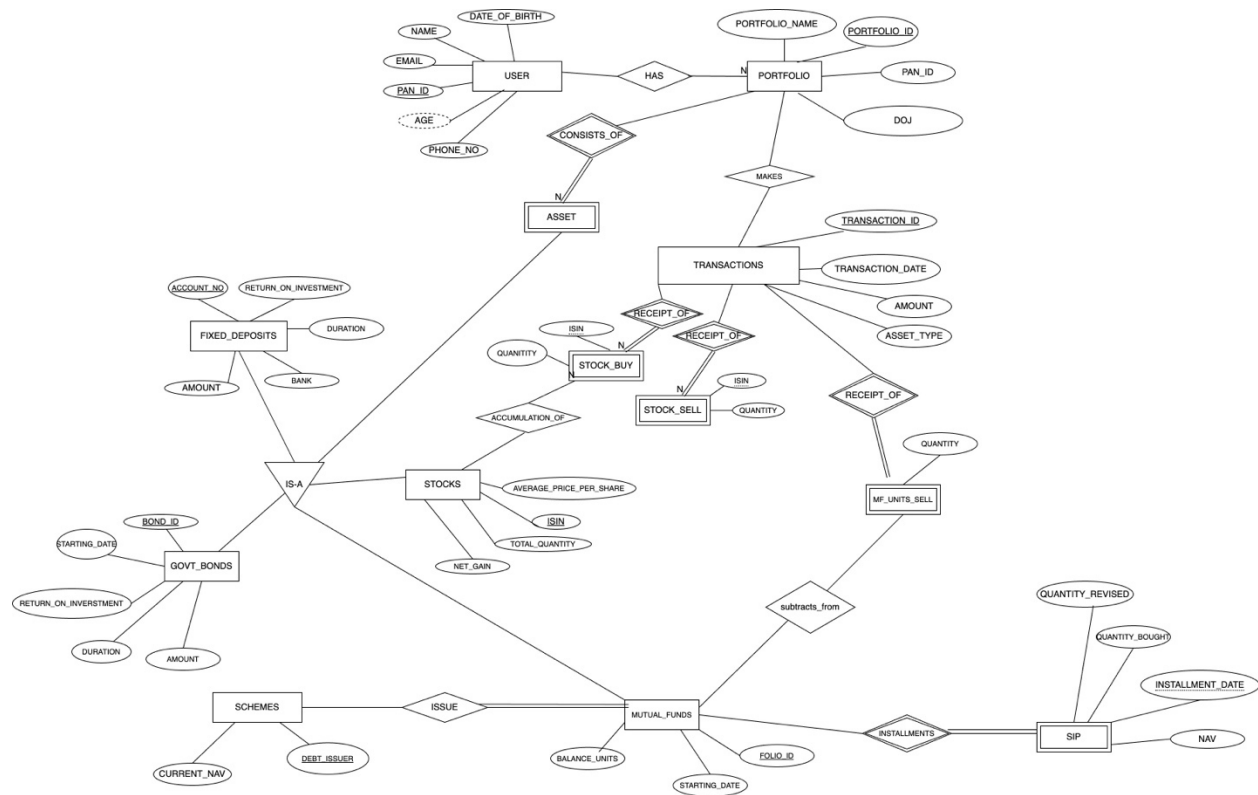 DATE_OF_BIRTH
NAME
EMAIL
PAN_ID
AGE
PHONE_NO
USER
HAS
N
PORTFOLIO
PORTFOLIO_NAME
PORTFOLIO_ID
PAN_ID
DOJ
CONSISTS_OF
N
ASSET
MAKES
TRANSACTIONS
TRANSACTION_ID
TRANSACTION_DATE
AMOUNT
ASSET_TYPE
ACCOUNT_NO
RETURN_ON_INVESTMENT
DURATION
FIXED_DEPOSITS
AMOUNT
BANK
RECEIPT_OF
N
RECEIPT_OF
N
RECEIPT_OF
ISIN
QUANITITY
STOCK_BUY
N
ISIN
STOCK_SELL
QUANTITY
ACCUMULATION_OF
QUANTITY
MF_UNITS_SELL
IS-A
STOCKS
AVERAGE_PRICE_PER_SHARE
ISIN
TOTAL_QUANTITY
NET_GAIN
BOND_ID
STARTING_DATE
GOVT_BONDS
RETURN_ON_INVERSTMENT
DURATION
AMOUNT
subtracts_from
QUANTITY_REVISED
QUANTITY_BOUGHT
INSTALLMENT_DATE
NAV
SIP
INSTALLMENTS
SCHEMES
ISSUE
MUTUAL_FUNDS
CURRENT_NAV
DEBT_ISSUER
BALANCE_UNITS
STARTING_DATE
FOLIO_ID